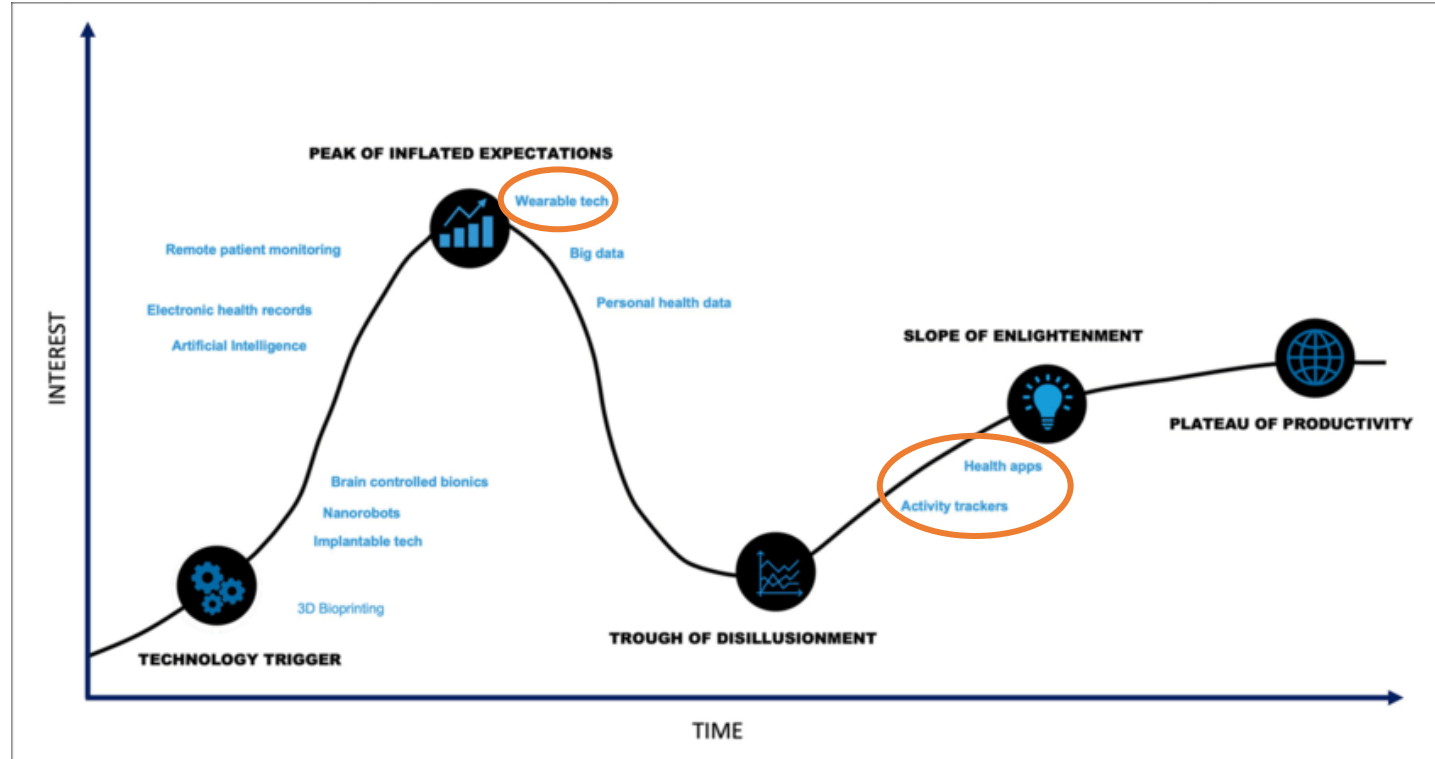 PEAK OF INFLATED EXPECTATIONS
Wearable tech
Remote patient monitoring
Big data
Personal health data
Electronic health records
Artificial Intelligence
SLOPE OF ENLIGHTENMENT
INTEREST
PLATEAU OF PRODUCTIVITY
Health apps
Brain controlled bionics
Activity trackers
Nanorobots
Implantable tech
3D Bioprinting
TROUGH OF DISILLUSIONMENT
TECHNOLOGY TRIGGER
TIME